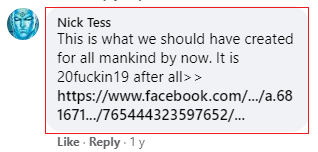 Nick Tess
This is what we should have created
for all mankind by now. It is
20fuckin19 after all>>
https://www.facebook.com/.../a.68
1671.../765444323597652/...
Like · Reply · 1 y